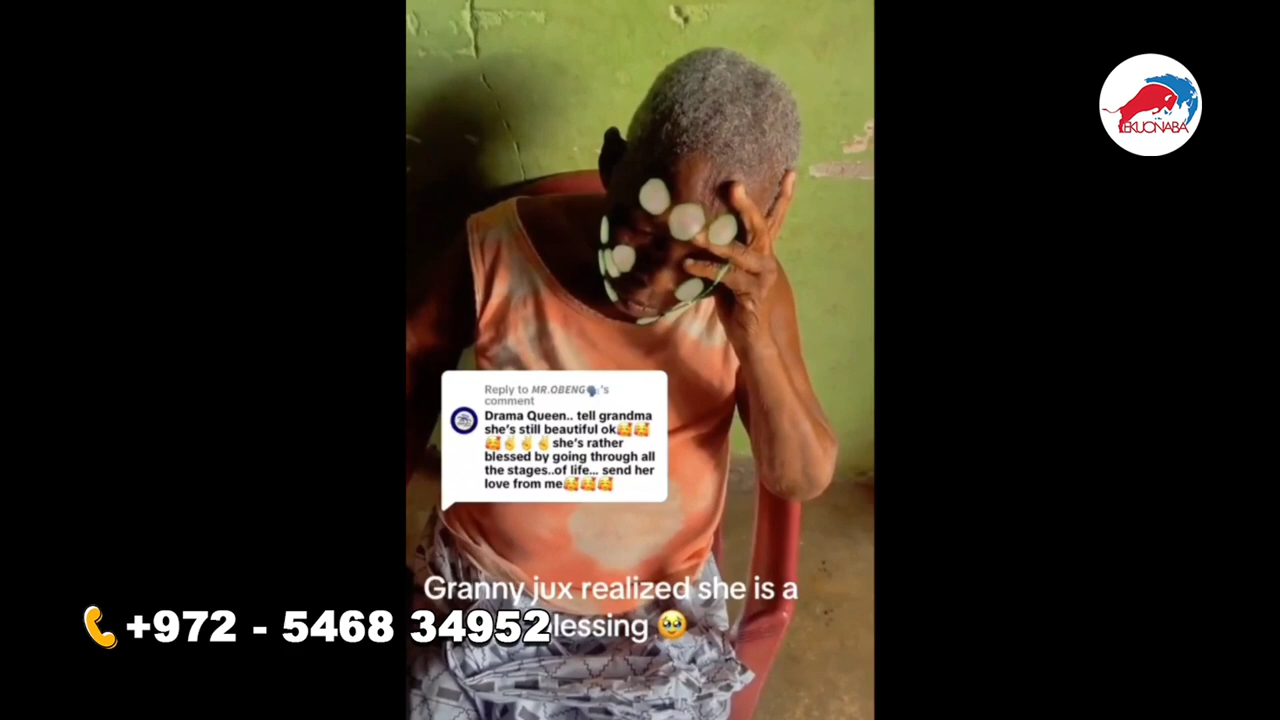 EKUONABA
Reply to MR.OBENG🗣️'s
comment
Drama Queen.. tell grandma
she's still beautiful ok🥰🥰
🥰✌️✌️✌️she's rather
blessed by going through all
the stages..of life... send her
love from me🥰🥰🥰
Granny jux realized she is a
lessing 🥹
+972 - 5468 34952